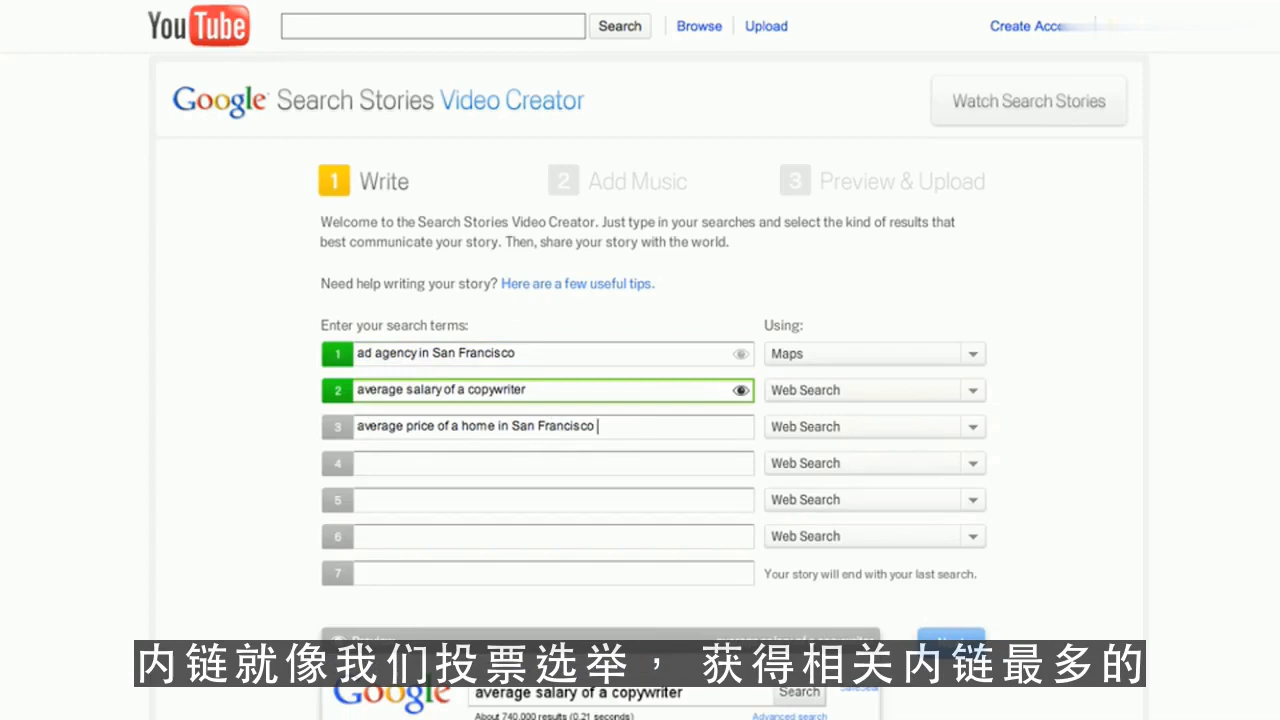 YouTube Search Browse Upload Create Acc
Google Search Stories Video Creator Watch Search Stories
1 Write 2 Add Music 3 Preview & Upload
Welcome to the Search Stories Video Creator. Just type in your searches and select the kind of results that
best communicate your story. Then, share your story with the world.
Need help writing your story? Here are a few useful tips.
Enter your search terms: Using:
1 ad agency in San Francisco Maps
2 average salary of a copywriter Web Search
3 average price of a home in San Francisco Web Search
4 Web Search
5 Web Search
6 Web Search
7 Your story will end with your last search.
内链就像我们投票选举， 获得相关内链最多的
Google average salary of a copywriter Search
About 740,000 results (0.21 seconds) Advanced search